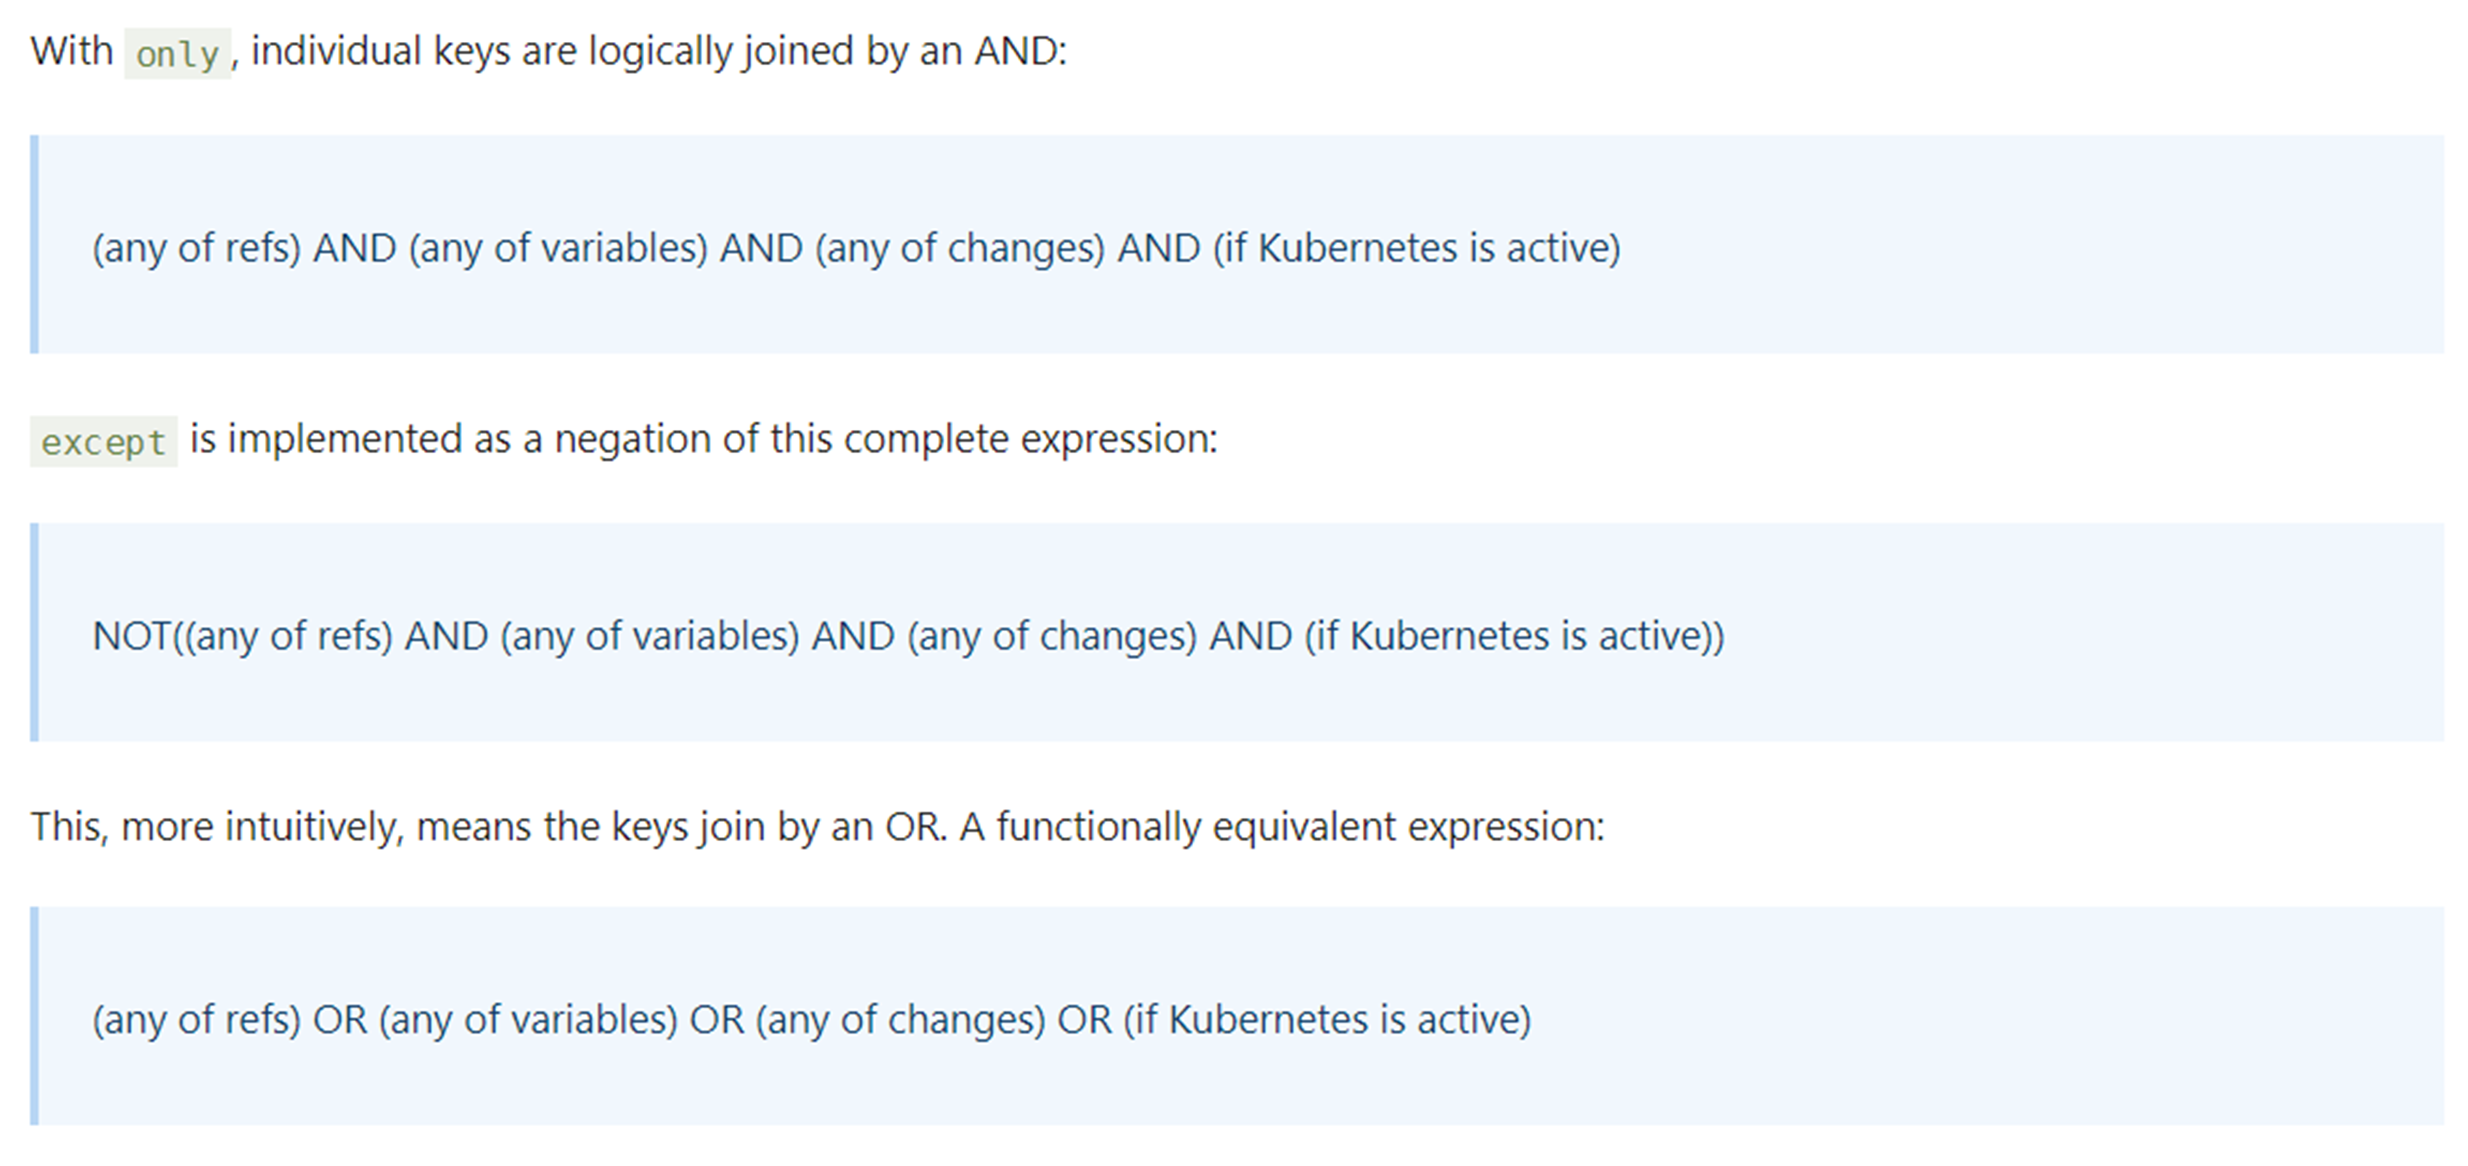 With only, individual keys are logically joined by an AND:
(any of refs) AND (any of variables) AND (any of changes) AND (if Kubernetes is active)
except is implemented as a negation of this complete expression:
NOT((any of refs) AND (any of variables) AND (any of changes) AND (if Kubernetes is active))
This, more intuitively, means the keys join by an OR. A functionally equivalent expression:
(any of refs) OR (any of variables) OR (any of changes) OR (if Kubernetes is active)